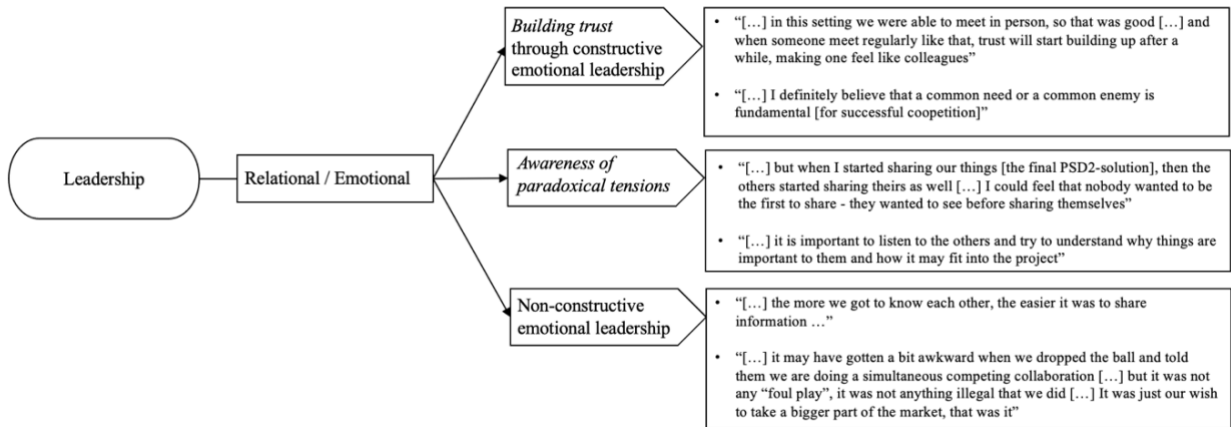 Leadership
Relational / Emotional
Building trust
through constructive
emotional leadership
• “[…] in this setting we were able to meet in person, so that was good […] and
when someone meet regularly like that, trust will start building up after a
while, making one feel like colleagues”
• “[…] I definitely believe that a common need or a common enemy is
fundamental [for successful coopetition]”
Awareness of
paradoxical tensions
• “[…] but when I started sharing our things [the final PSD2-solution], then the
others started sharing theirs as well […] I could feel that nobody wanted to be
the first to share - they wanted to see before sharing themselves”
• “[…] it is important to listen to the others and try to understand why things are
important to them and how it may fit into the project”
Non-constructive
emotional leadership
• “[…] the more we got to know each other, the easier it was to share
information …”
• “[…] it may have gotten a bit awkward when we dropped the ball and told
them we are doing a simultaneous competing collaboration […] but it was not
any “foul play”, it was not anything illegal that we did […] It was just our wish
to take a bigger part of the market, that was it”